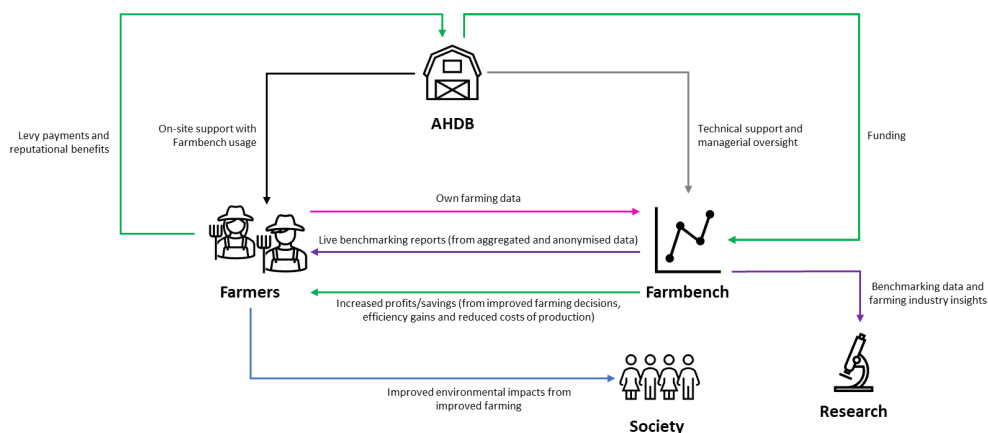 AHDB
Levy payments and
reputational benefits
On-site support with
Farmbench usage
Technical support and
managerial oversight
Funding
Own farming data
Live benchmarking reports (from aggregated and anonymised data)
Farmers
Farmbench
Increased profits/savings (from improved farming decisions,
efficiency gains and reduced costs of production)
Benchmarking data and
farming industry insights
Improved environmental impacts from
improved farming
Society
Research